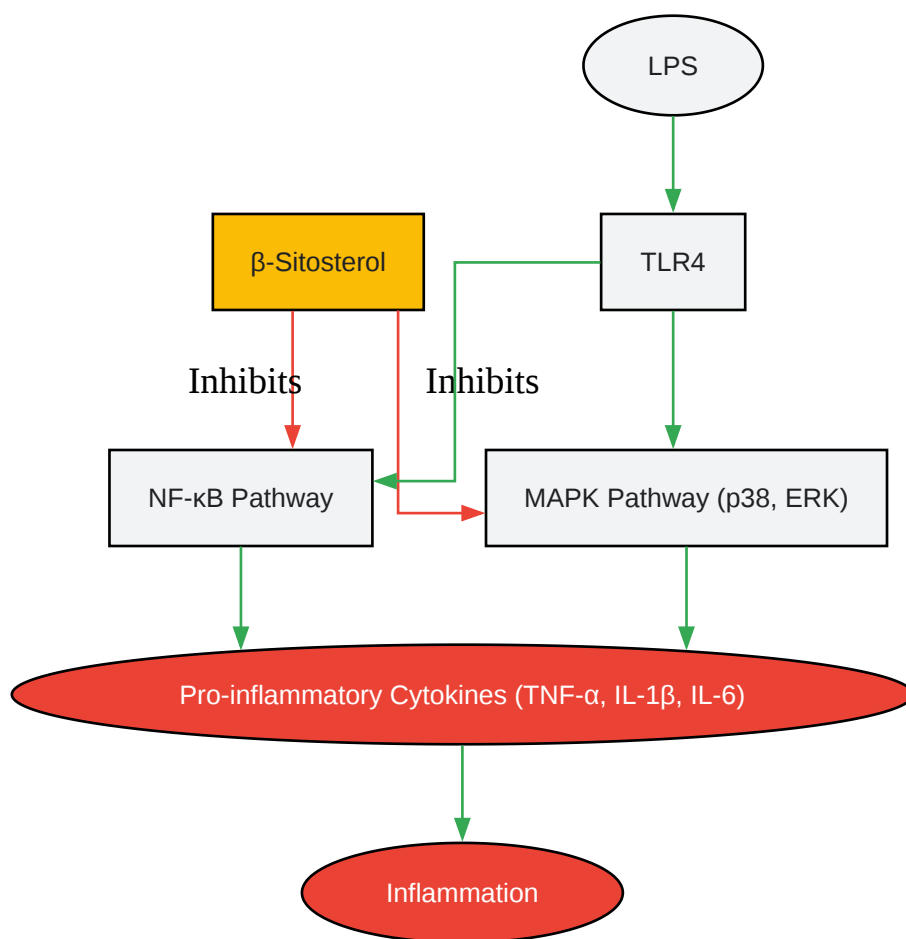 LPS
β-Sitosterol
TLR4
Inhibits
Inhibits
NF-κB Pathway
MAPK Pathway (p38, ERK)
Pro-inflammatory Cytokines (TNF-α, IL-1β, IL-6)
Inflammation